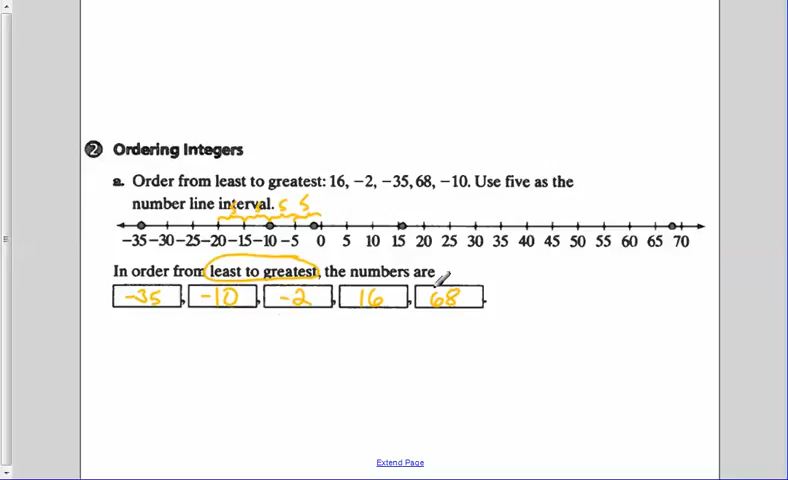 2 Ordering Integers
a. Order from least to greatest: 16, −2, −35, 68, −10. Use five as the
number line interval.
5 5 5 5
−35 −30 −25 −20 −15 −10 −5 0 5 10 15 20 25 30 35 40 45 50 55 60 65 70
In order from least to greatest, the numbers are
−35, −10, −2, 16, 68.
Extend Page